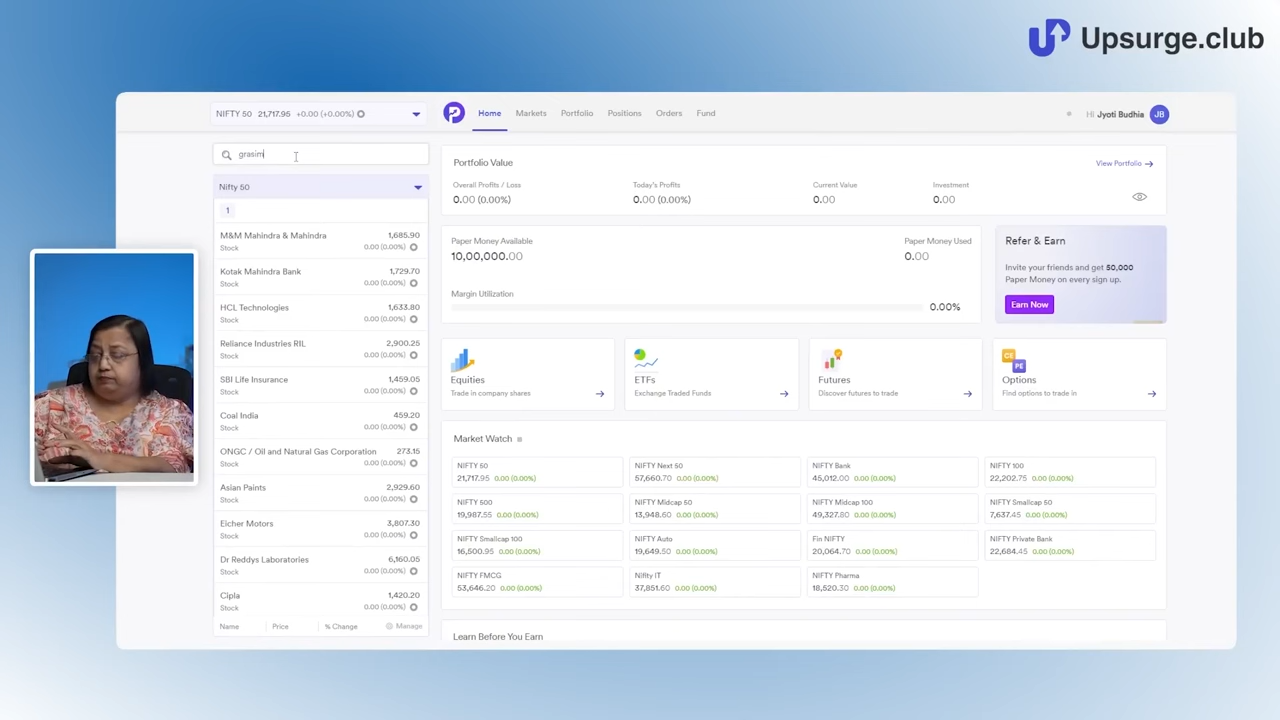 Upsurge.club
NIFTY 50 21,717.95 +0.00 (+0.00%)
Home Markets Portfolio Positions Orders Fund
Hi Jyoti Budhia JB
grasim
Nifty 50
1
M&M Mahindra & Mahindra 1,685.90
Stock 0.00 (0.00%)
Kotak Mahindra Bank 1,729.70
Stock 0.00 (0.00%)
HCL Technologies 1,633.80
Stock 0.00 (0.00%)
Reliance Industries RIL 2,900.25
Stock 0.00 (0.00%)
SBI Life Insurance 1,459.05
Stock 0.00 (0.00%)
Coal India 459.20
Stock 0.00 (0.00%)
ONGC / Oil and Natural Gas Corporation 273.15
Stock 0.00 (0.00%)
Asian Paints 2,929.60
Stock 0.00 (0.00%)
Eicher Motors 3,807.30
Stock 0.00 (0.00%)
Dr Reddys Laboratories 6,160.05
Stock 0.00 (0.00%)
Cipla 1,420.20
Stock 0.00 (0.00%)
Name Price % Change Manage
Portfolio Value
View Portfolio
Overall Profits / Loss Today's Profits Current Value Investment
0.00 (0.00%) 0.00 (0.00%) 0.00 0.00
Paper Money Available Paper Money Used
10,00,000.00 0.00
Margin Utilization
0.00%
Refer & Earn
Invite your friends and get 50,000
Paper Money on every sign up.
Earn Now
Equities
Trade in company shares
ETFs
Exchange Traded Funds
Futures
Discover futures to trade
CE
PE
Options
Find options to trade in
Market Watch
NIFTY 50 NIFTY Next 50 NIFTY Bank NIFTY 100
21,717.95 0.00 (0.00%) 57,660.70 0.00 (0.00%) 45,012.00 0.00 (0.00%) 22,202.75 0.00 (0.00%)
NIFTY 500 NIFTY Midcap 50 NIFTY Midcap 100 NIFTY Smallcap 50
19,987.55 0.00 (0.00%) 13,948.60 0.00 (0.00%) 49,327.80 0.00 (0.00%) 7,637.45 0.00 (0.00%)
NIFTY Smallcap 100 NIFTY Auto Fin NIFTY NIFTY Private Bank
16,500.95 0.00 (0.00%) 19,649.50 0.00 (0.00%) 20,064.70 0.00 (0.00%) 22,684.45 0.00 (0.00%)
NIFTY FMCG Nifity IT NIFTY Pharma
53,646.20 0.00 (0.00%) 37,851.60 0.00 (0.00%) 18,520.30 0.00 (0.00%)
Learn Before You Earn